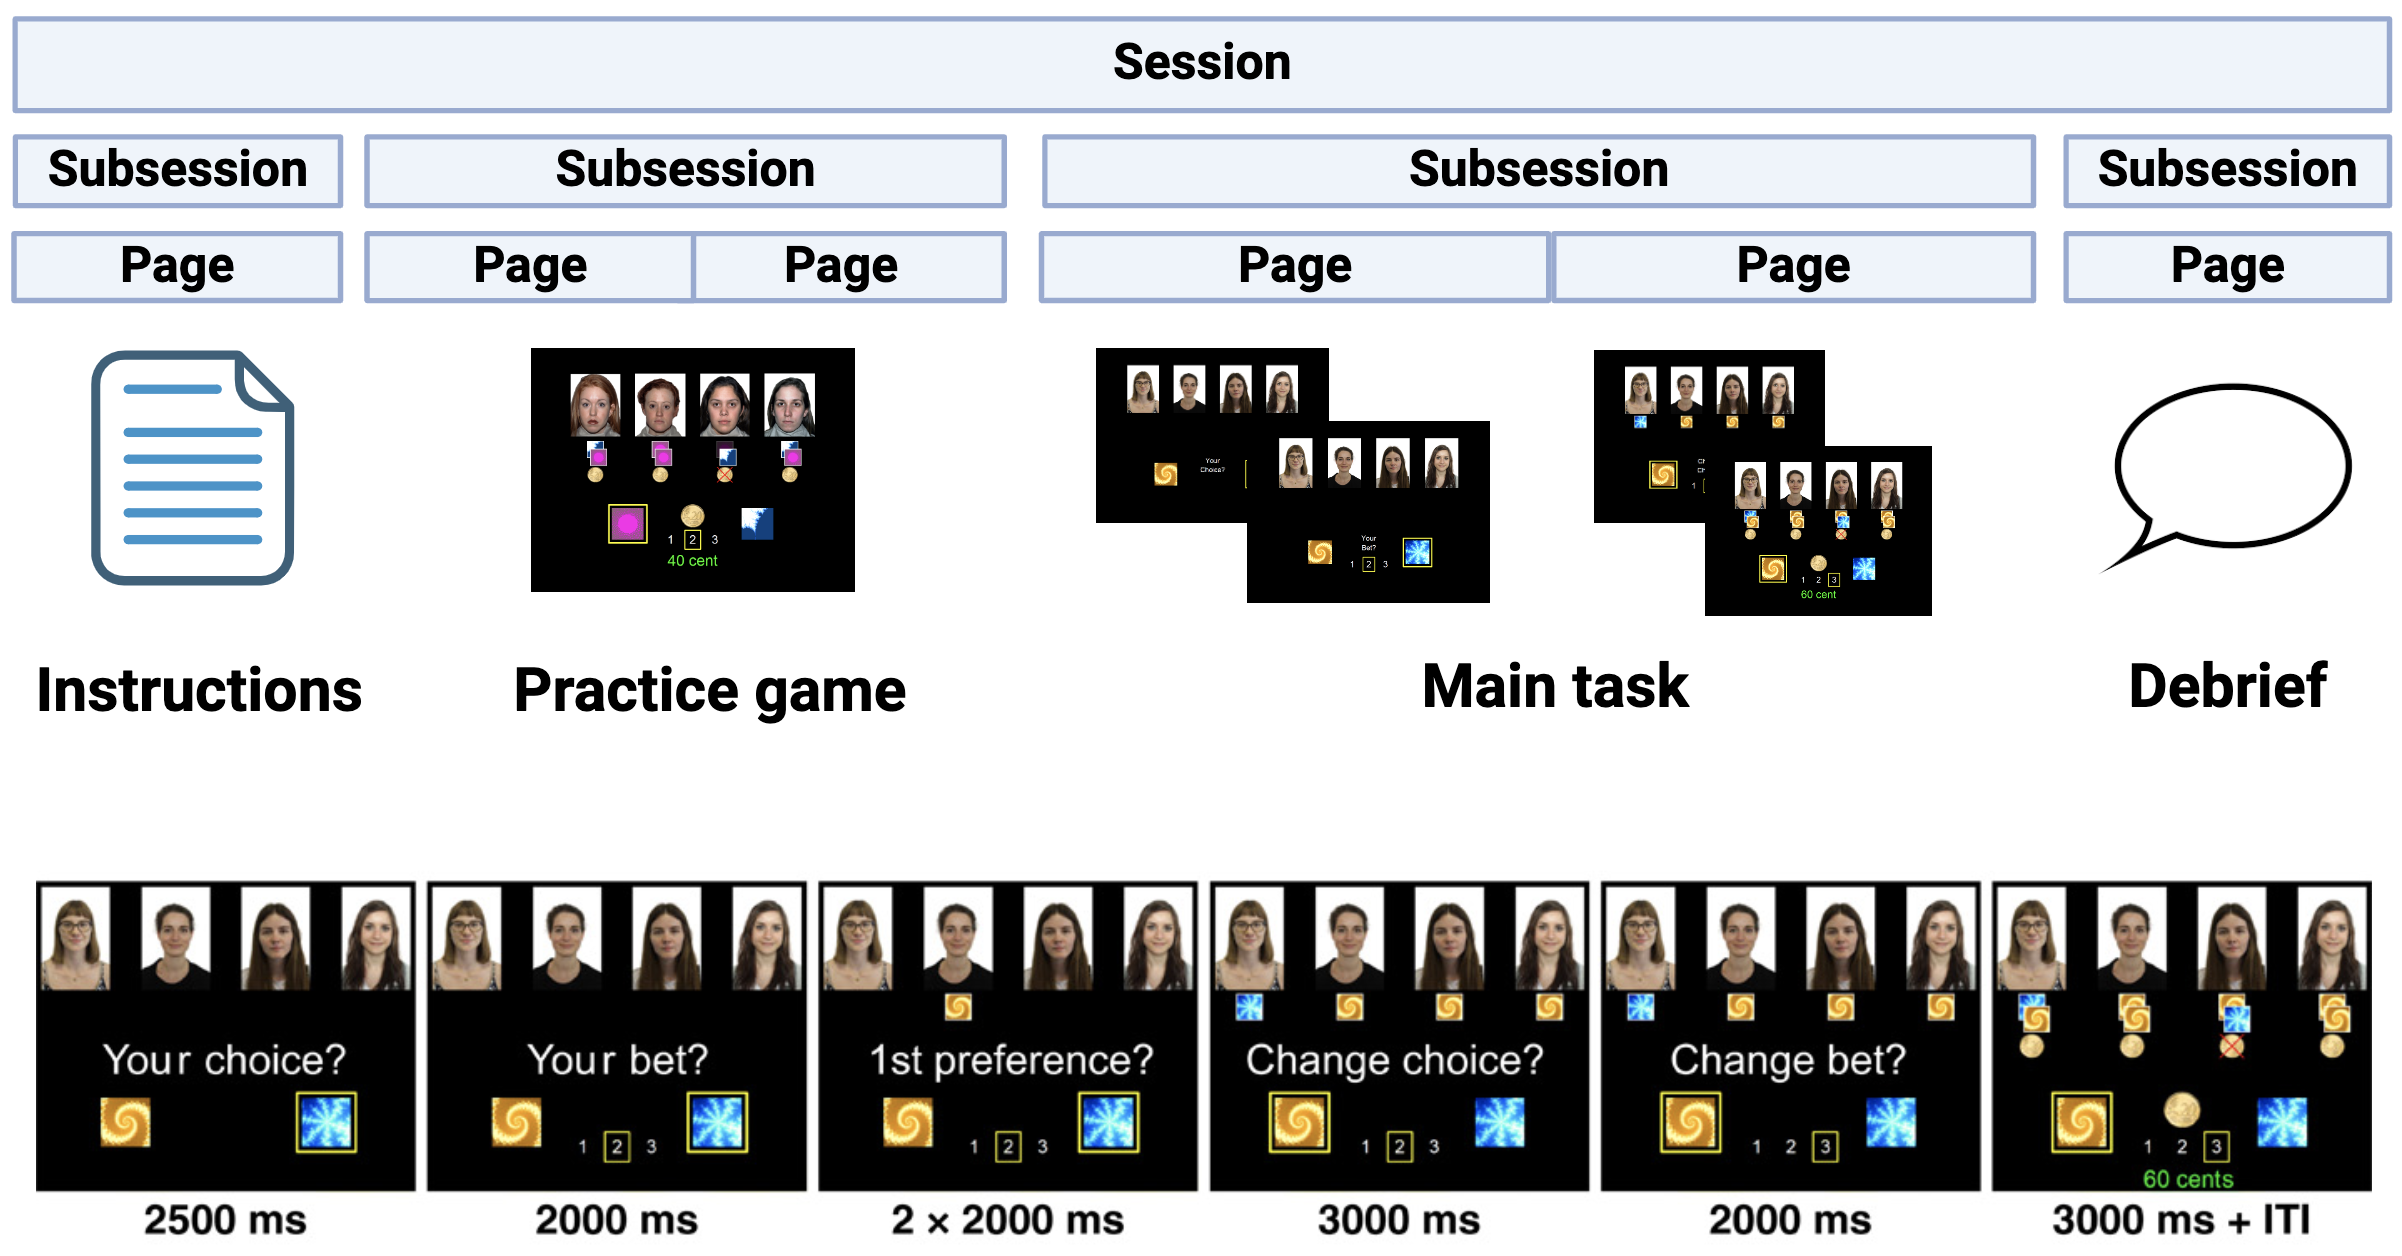 Session
Subsession Subsession Subsession Subsession
Page Page Page Page Page Page
Your
Choice?
Ch
Ch
1
1 2 3
40 cent
Your
Bet?
1 2 3
1 2 3
60 cent
Instructions Practice game Main task Debrief
Your choice? Your bet? 1st preference? Change choice? Change bet?
1 2 3 1 2 3 1 2 3 1 2 3 1 2 3
60 cents
2500 ms 2000 ms 2 × 2000 ms 3000 ms 2000 ms 3000 ms + ITI